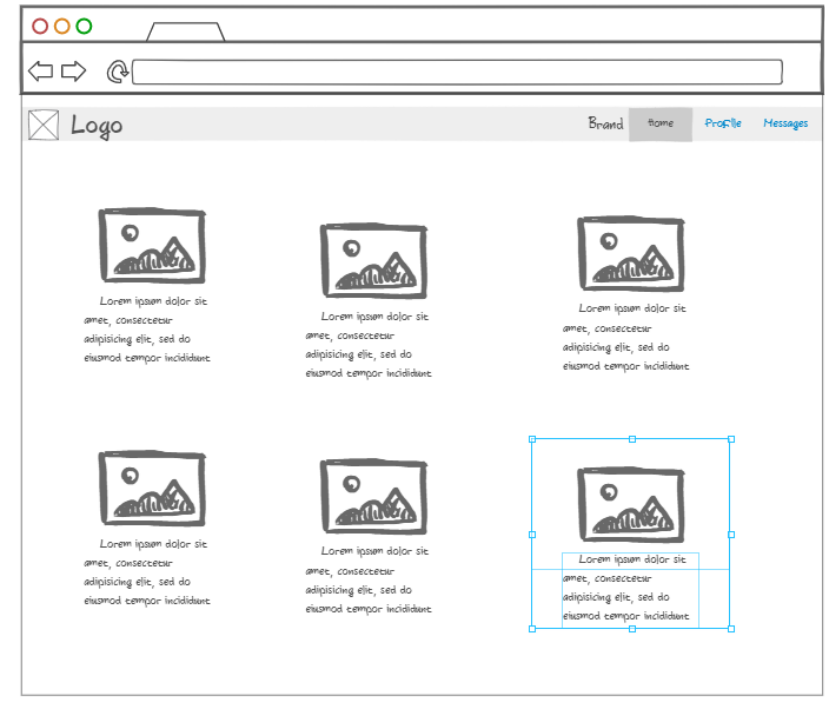 Logo
Brand Home Profile Messages
Lorem ipsum dolor sit
amet, consectetur
adipisicing elit, sed do
eiusmod tempor incididunt
Lorem ipsum dolor sit
amet, consectetur
adipisicing elit, sed do
eiusmod tempor incididunt
Lorem ipsum dolor sit
amet, consectetur
adipisicing elit, sed do
eiusmod tempor incididunt
Lorem ipsum dolor sit
amet, consectetur
adipisicing elit, sed do
eiusmod tempor incididunt
Lorem ipsum dolor sit
amet, consectetur
adipisicing elit, sed do
eiusmod tempor incididunt
Lorem ipsum dolor sit
amet, consectetur
adipisicing elit, sed do
eiusmod tempor incididunt